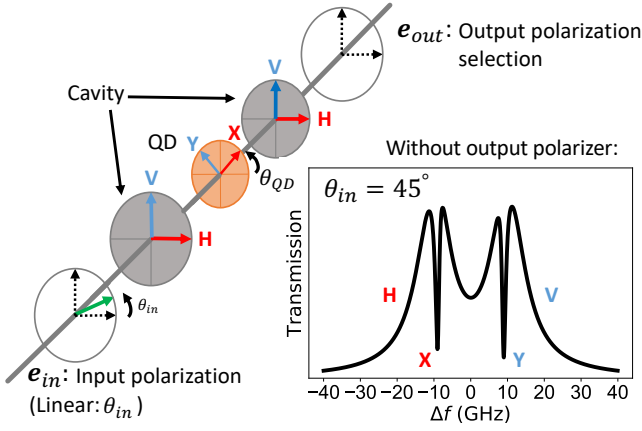 e_out: Output polarization
selection
V
Cavity
H
QD
Y
X
V
θ_QD
H
θ_in
e_in: Input polarization
(Linear: θ_in)
Without output polarizer:
θ_in = 45°
Transmission
H
V
X
Y
−40 −30 −20 −10 0 10 20 30 40
Δf (GHz)